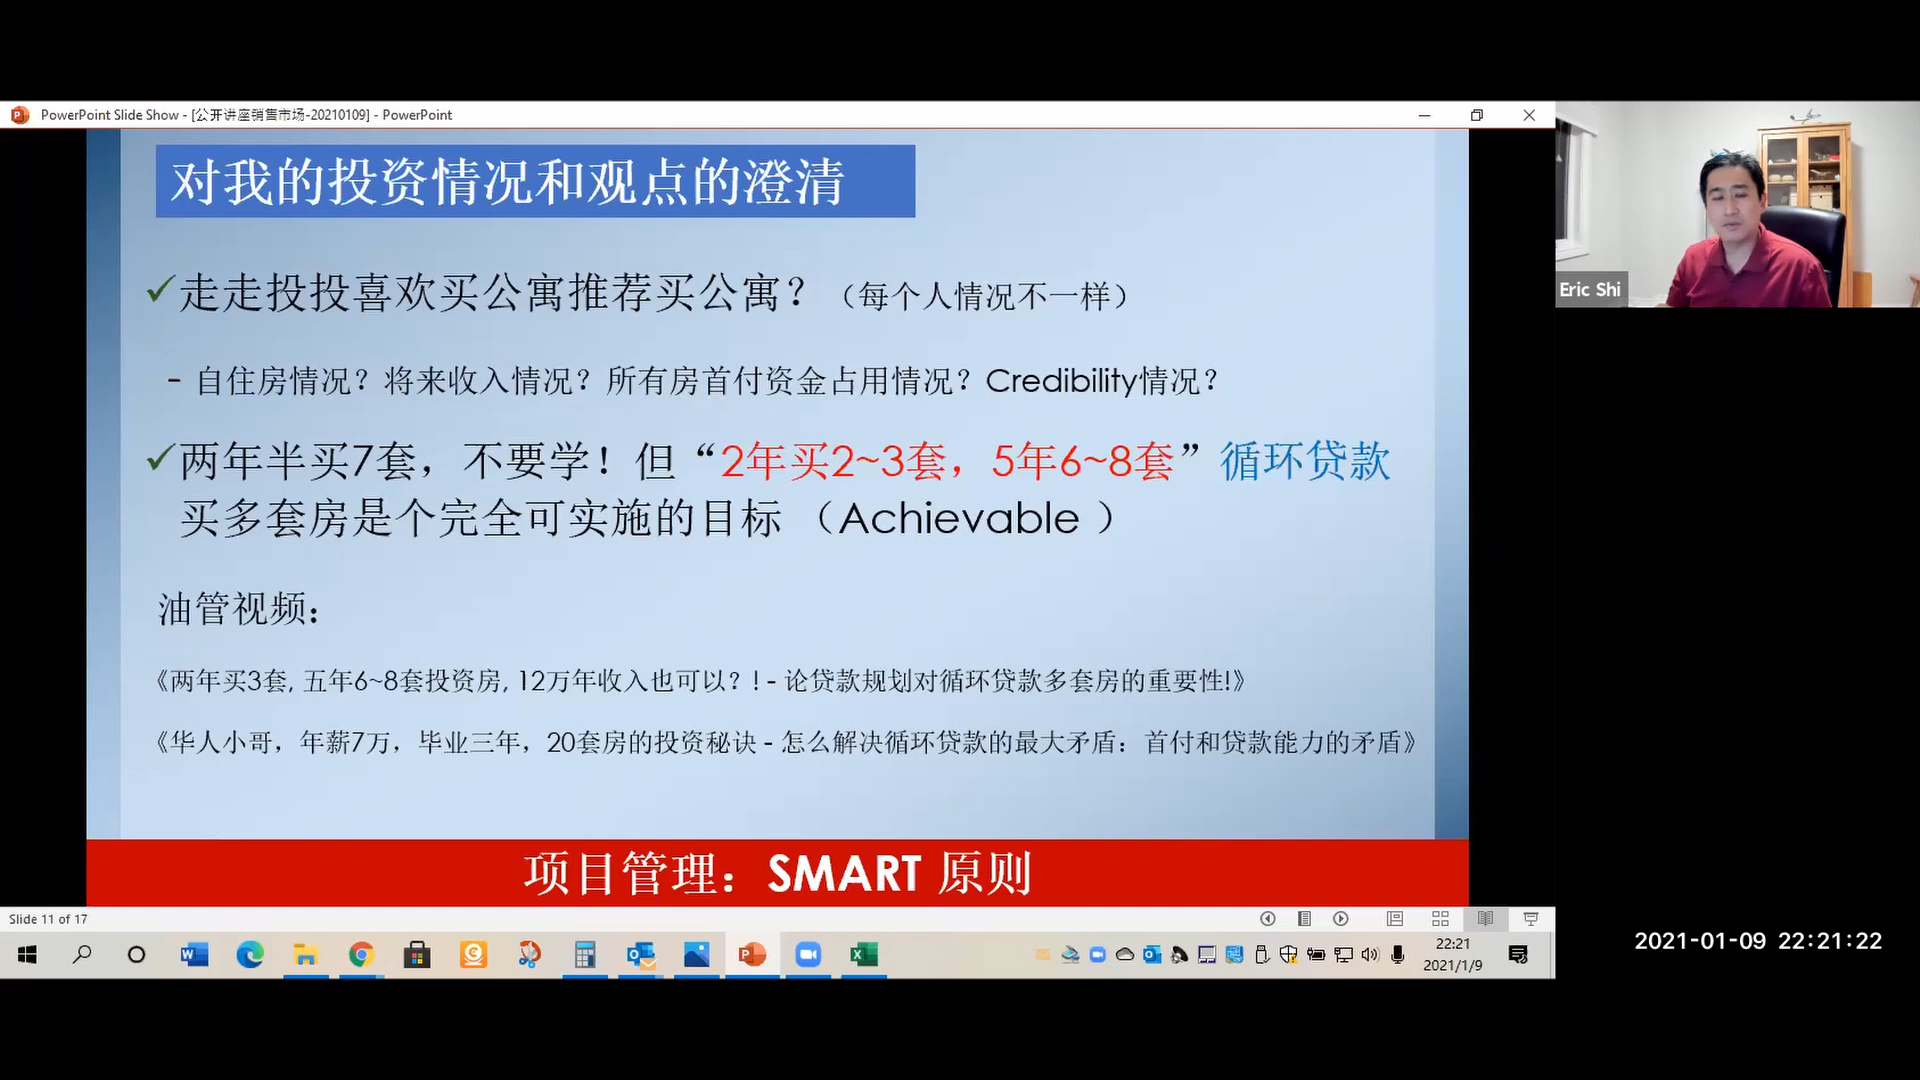 PowerPoint Slide Show - [公开讲座销售市场-20210109] - PowerPoint
对我的投资情况和观点的澄清
✓走走投投喜欢买公寓推荐买公寓？（每个人情况不一样）
- 自住房情况？将来收入情况？所有房首付资金占用情况？Credibility情况？
✓两年半买7套，不要学！但“2年买2~3套，5年6~8套”循环贷款
买多套房是个完全可实施的目标 （Achievable ）
油管视频：
《两年买3套, 五年6~8套投资房, 12万年收入也可以？! - 论贷款规划对循环贷款多套房的重要性!》
《华人小哥，年薪7万，毕业三年，20套房的投资秘诀 - 怎么解决循环贷款的最大矛盾：首付和贷款能力的矛盾》
项目管理：SMART 原则
Eric Shi
Slide 11 of 17
22:21
2021/1/9
2021-01-09 22:21:22